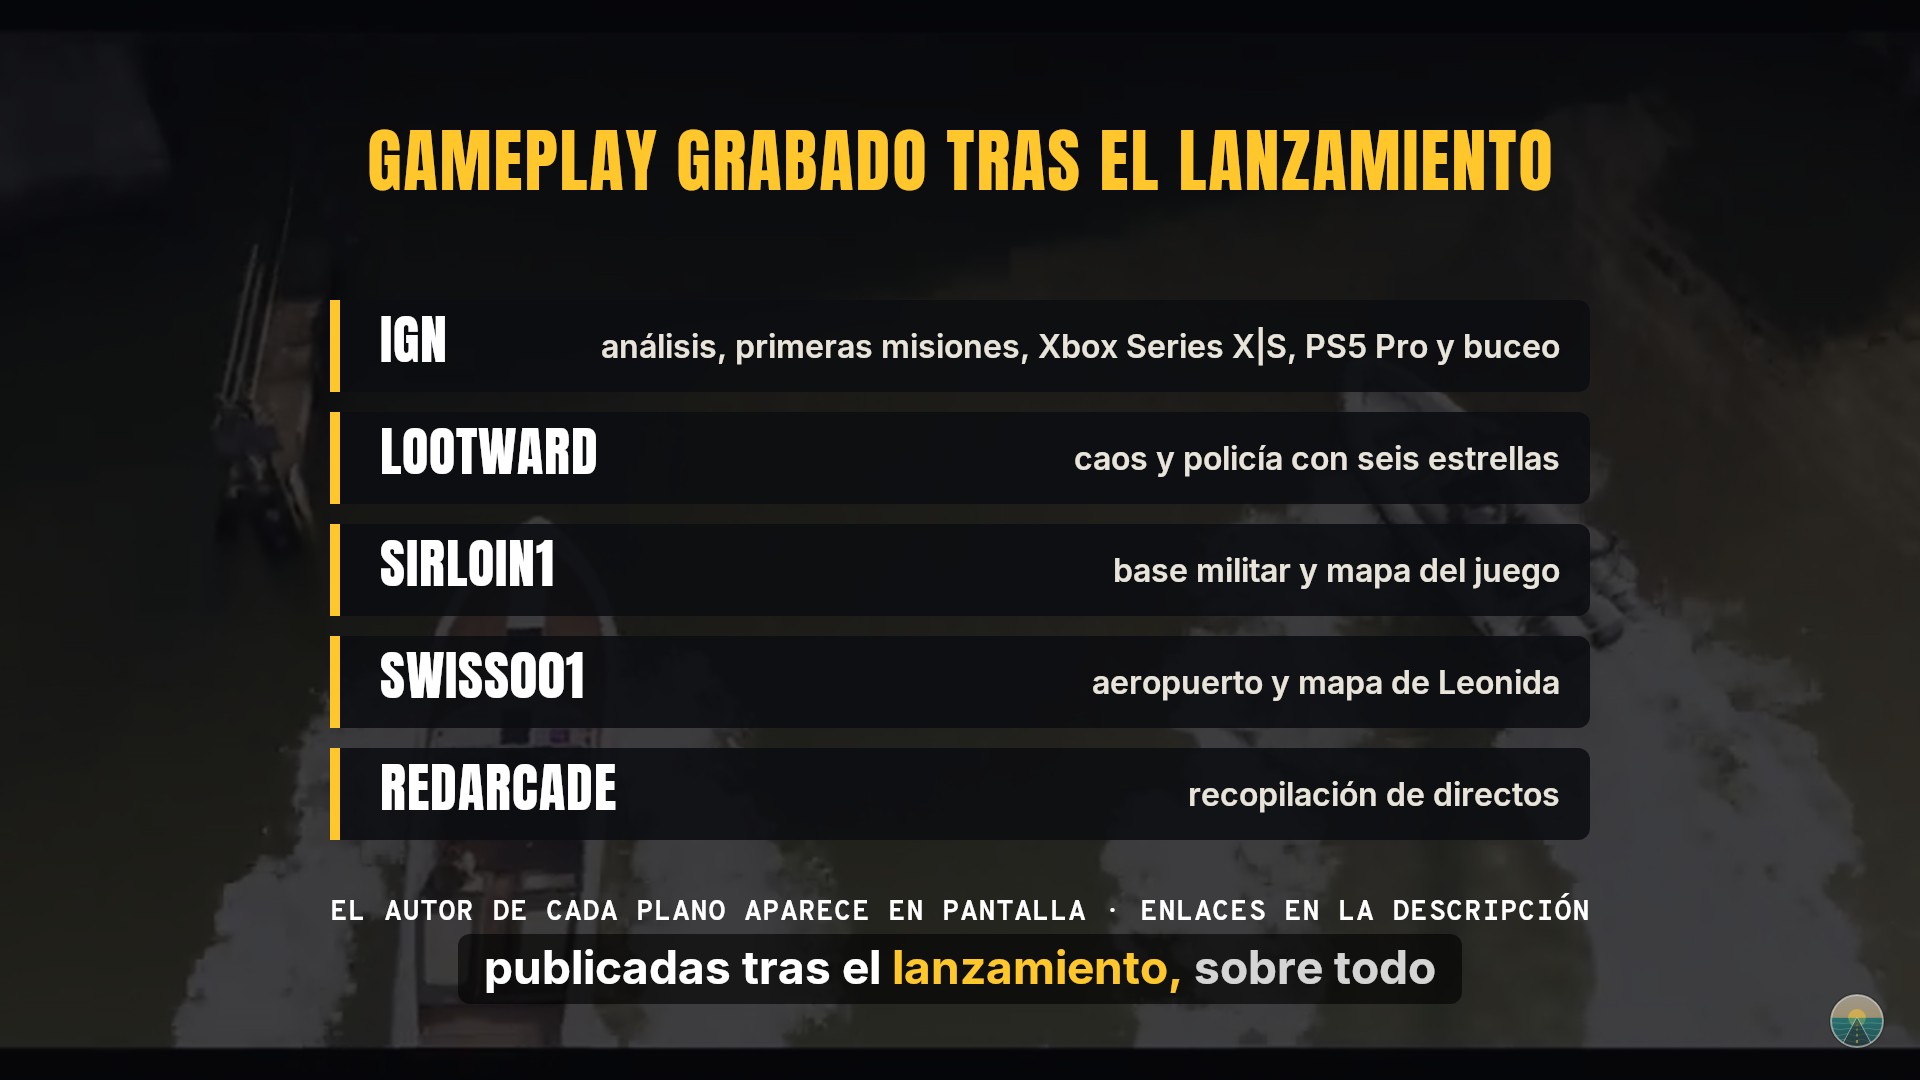 GAMEPLAY GRABADO TRAS EL LANZAMIENTO
IGN análisis, primeras misiones, Xbox Series X|S, PS5 Pro y buceo
LOOTWARD caos y policía con seis estrellas
SIRLOIN1 base militar y mapa del juego
SWISS001 aeropuerto y mapa de Leonida
REDARCADE recopilación de directos
EL AUTOR DE CADA PLANO APARECE EN PANTALLA · ENLACES EN LA DESCRIPCIÓN
publicadas tras el lanzamiento, sobre todo